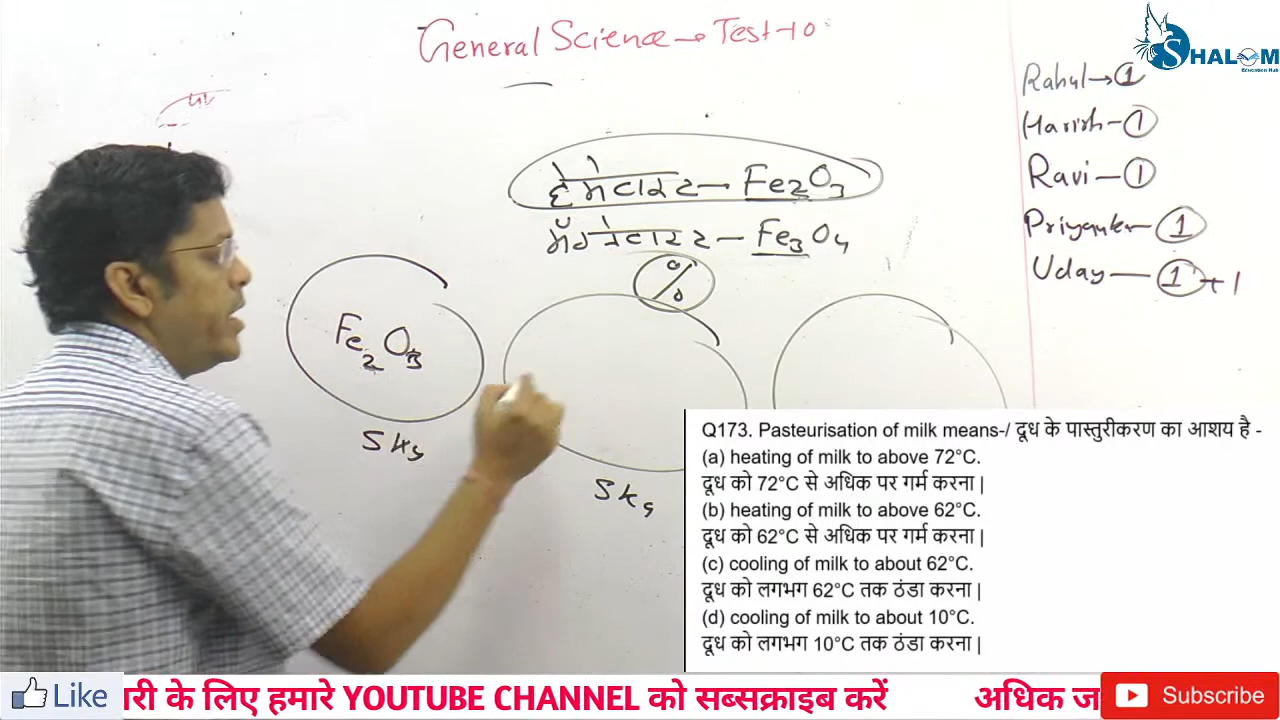 General Science → Test-10
SHALOM
Education Hub
Rahul → 1
Harish - 1
Ravi - 1
Priyanka - 1
Uday - 1 + 1
हेमेटाइट - Fe2O3
मैग्नेटाइट - Fe3O4
%
Fe2O3
5kg
5kg
Q173. Pasteurisation of milk means-/ दूध के पास्तुरीकरण का आशय है -
(a) heating of milk to above 72°C.
दूध को 72°C से अधिक पर गर्म करना |
(b) heating of milk to above 62°C.
दूध को 62°C से अधिक पर गर्म करना |
(c) cooling of milk to about 62°C.
दूध को लगभग 62°C तक ठंडा करना |
(d) cooling of milk to about 10°C.
दूध को लगभग 10°C तक ठंडा करना |
Like
री के लिए हमारे YOUTUBE CHANNEL को सब्सक्राइब करें अधिक ज
Subscribe